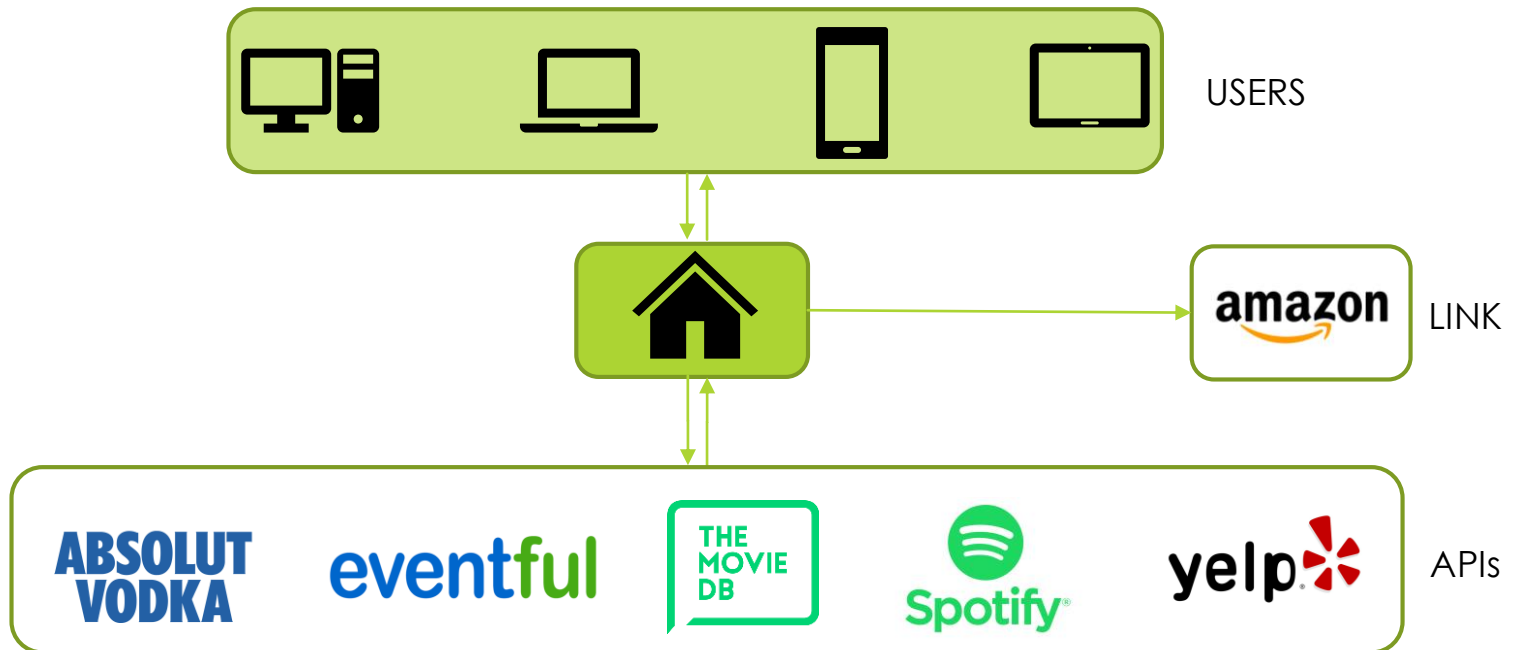 USERS
amazon
LINK
ABSOLUT
VODKA
eventful
THE
MOVIE
DB
Spotify®
yelp
APIs